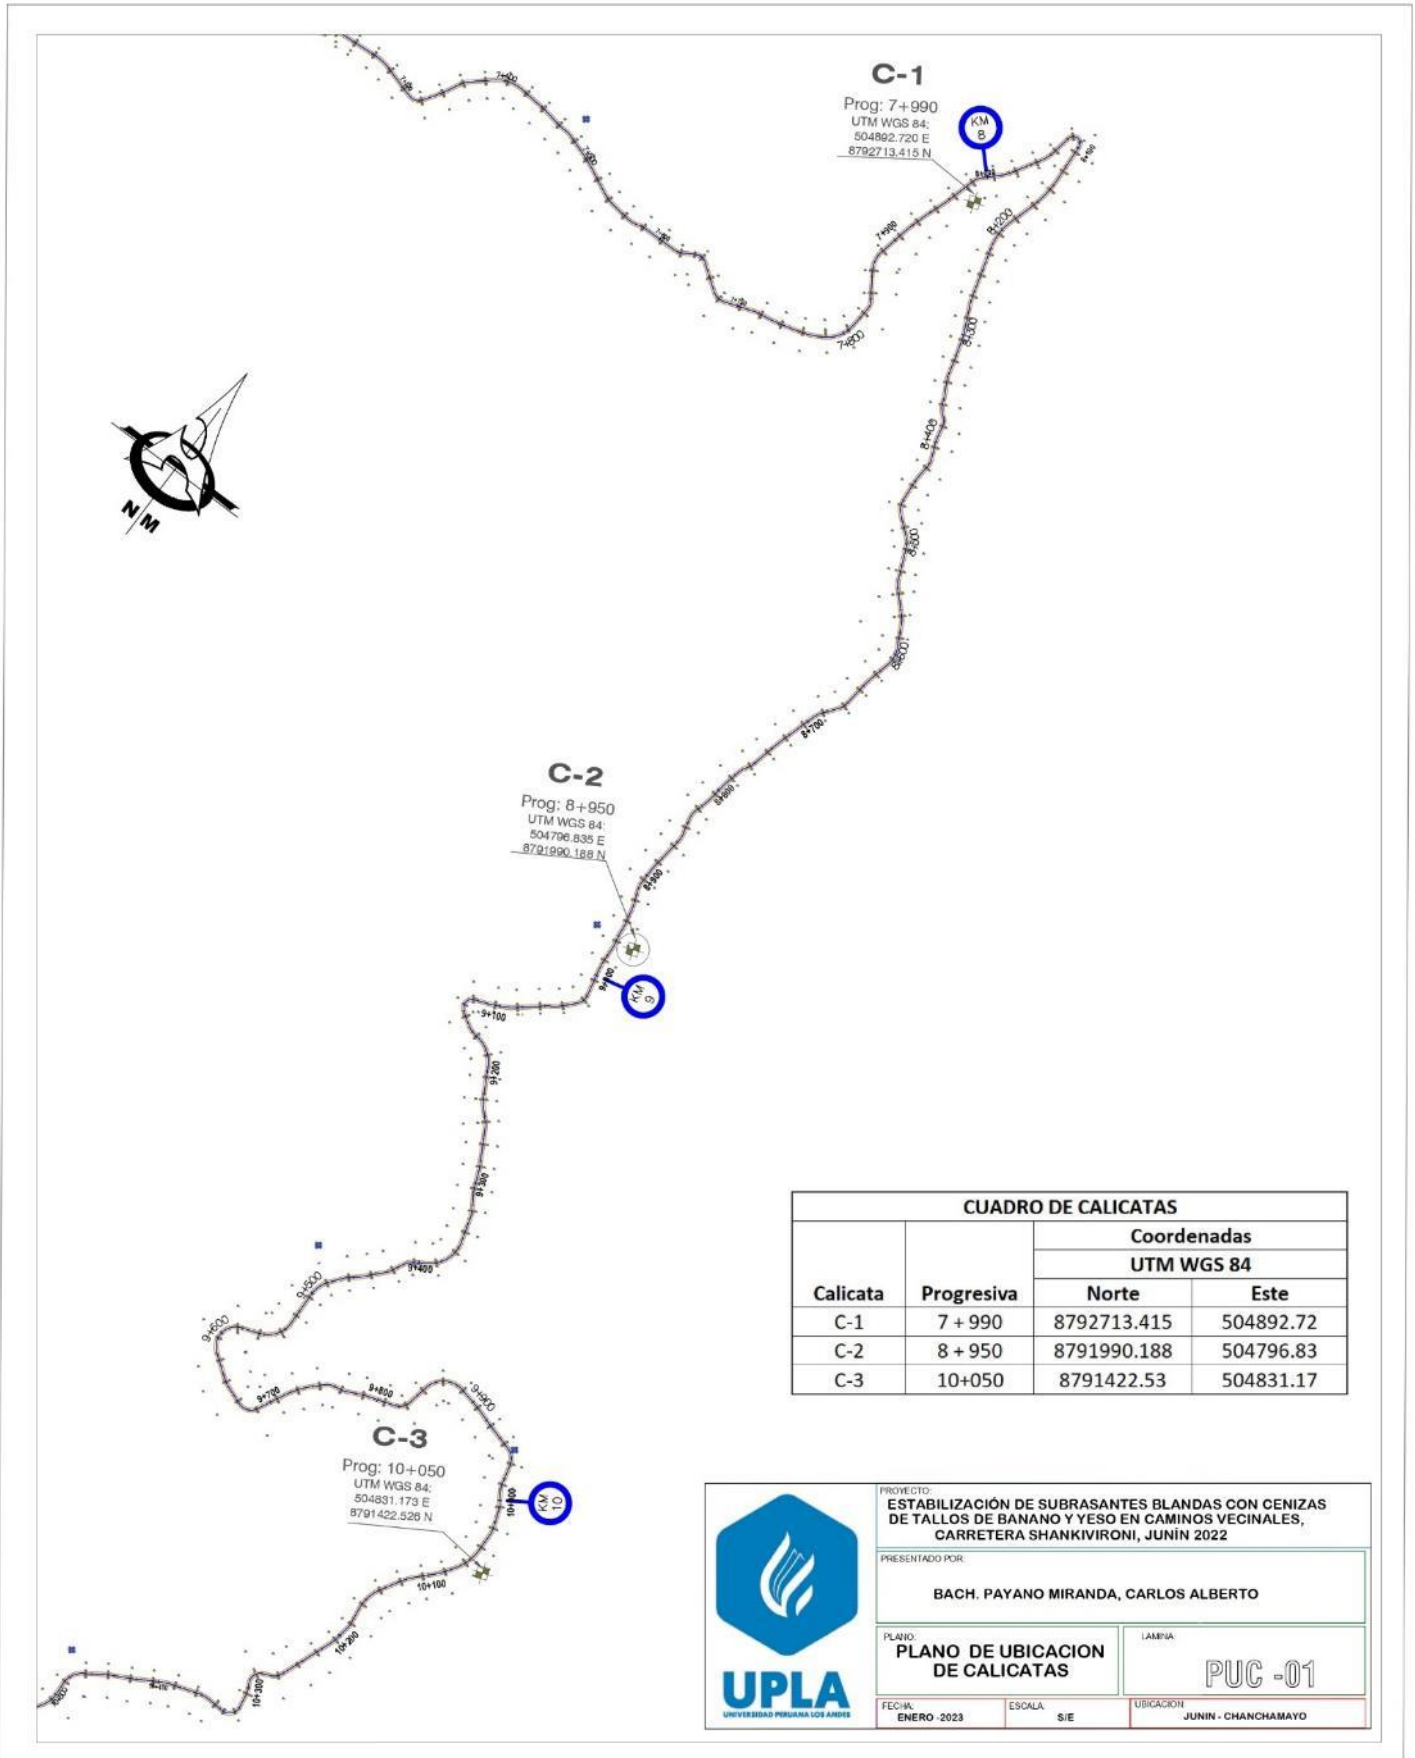 C-1
Prog: 7+990
UTM WGS 84:
504892.720 E
8792713.415 N
KM
8
7+900
8+100
8+200
7+800
8+300
8+400
8+500
8+600
8+700
8+800
C-2
Prog: 8+950
UTM WGS 84:
504796.835 E
8791990.188 N
8+900
N M
9+000
KM
9
9+100
9+200
9+300
9+400
9+500
9+600
9+700
9+800
9+900
C-3
Prog: 10+050
UTM WGS 84:
504831.173 E
8791422.526 N
10+000
KM
10
10+100
10+200
10+300
CUADRO DE CALICATAS
Coordenadas
UTM WGS 84
Calicata Progresiva Norte Este
C-1 7 + 990 8792713.415 504892.72
C-2 8 + 950 8791990.188 504796.83
C-3 10+050 8791422.53 504831.17
PROYECTO:
ESTABILIZACIÓN DE SUBRASANTES BLANDAS CON CENIZAS
DE TALLOS DE BANANO Y YESO EN CAMINOS VECINALES,
CARRETERA SHANKIVIRONI, JUNÍN 2022
PRESENTADO POR:
BACH. PAYANO MIRANDA, CARLOS ALBERTO
PLANO:
PLANO DE UBICACION
DE CALICATAS
LAMINA:
PUC -01
FECHA:
ENERO -2023
ESCALA:
S/E
UBICACION:
JUNIN - CHANCHAMAYO
UPLA
UNIVERSIDAD PERUANA LOS ANDES